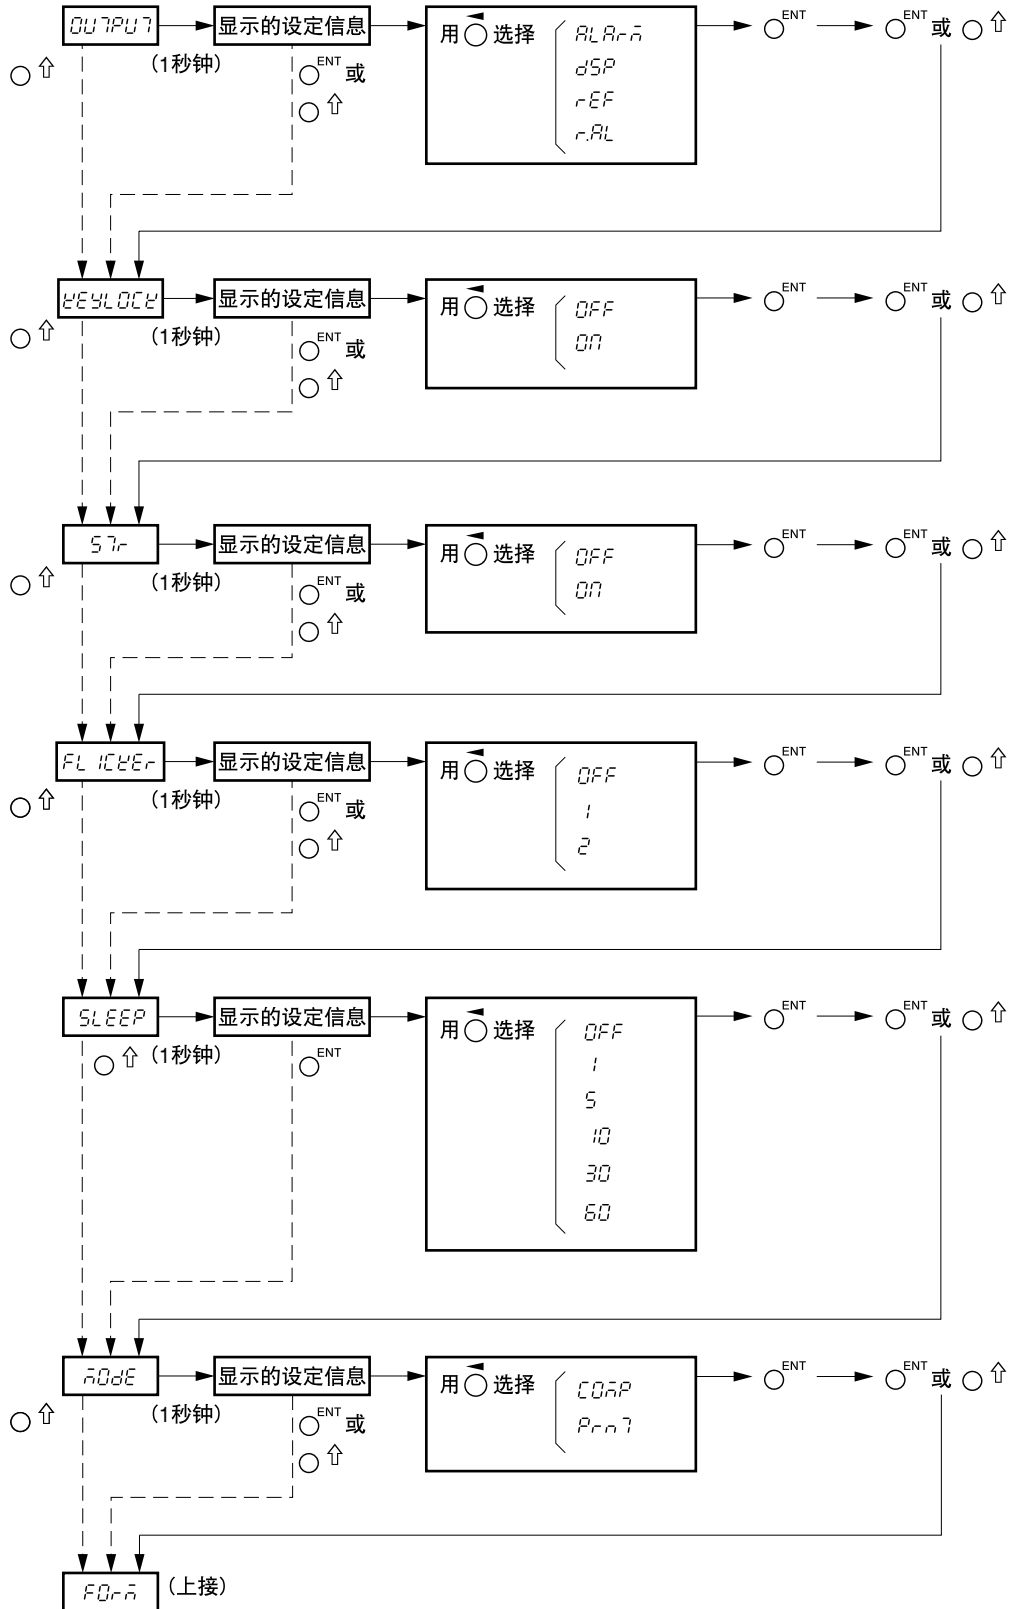 OUTPUT 显示的设定信息 用 选择 ALArm ENT ENT 或
(1秒钟) ENT 或 dSP
rEF
r.AL
KEYLOCK 显示的设定信息 用 选择 OFF ENT ENT 或
(1秒钟) ENT 或 On
STr 显示的设定信息 用 选择 OFF ENT ENT 或
(1秒钟) ENT 或 On
FLICKEr 显示的设定信息 用 选择 OFF ENT ENT 或
(1秒钟) ENT 或 1
2
SLEEP 显示的设定信息 用 选择 OFF ENT ENT 或
(1秒钟) ENT 1
5
10
30
60
mOdE 显示的设定信息 用 选择 COmP ENT ENT 或
(1秒钟) ENT 或 PrnT
FOrm (上接)